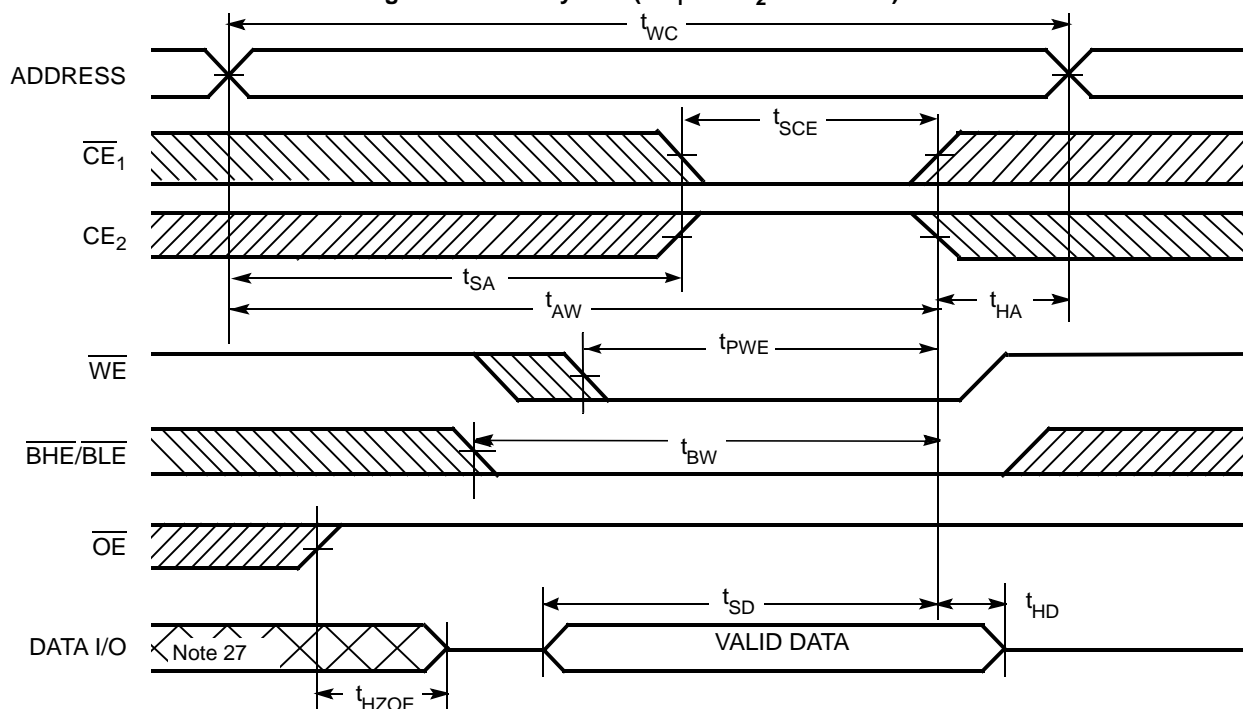 tWC
ADDRESS
tSCE
CE1
CE2
tSA
tAW
tHA
tPWE
WE
BHE/BLE
tBW
OE
tSD
tHD
DATA I/O
Note 27
VALID DATA
tHZOE